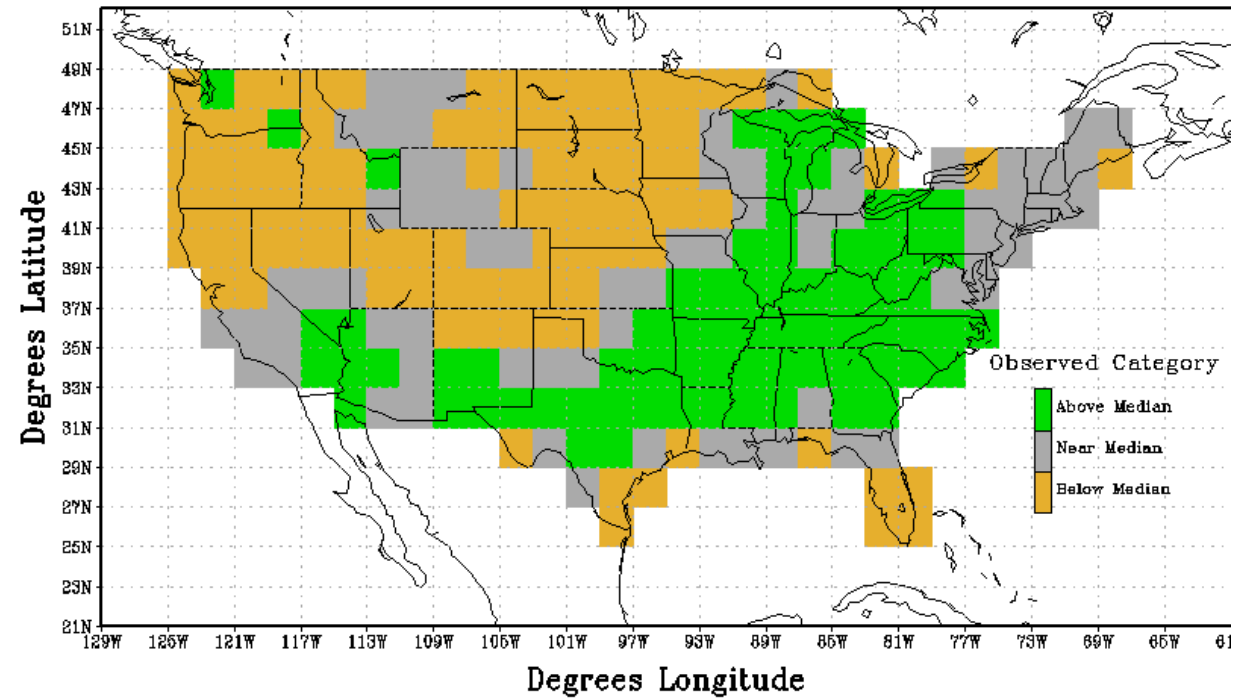 51N
49N
47N
45N
43N
41N
39N
37N
35N
33N
31N
29N
27N
25N
23N
21N
Degrees Latitude
Observed Category
Above Median
Near Median
Below Median
129W 125W 121W 117W 113W 109W 105W 101W 97W 93W 89W 85W 81W 77W 73W 69W 65W
Degrees Longitude